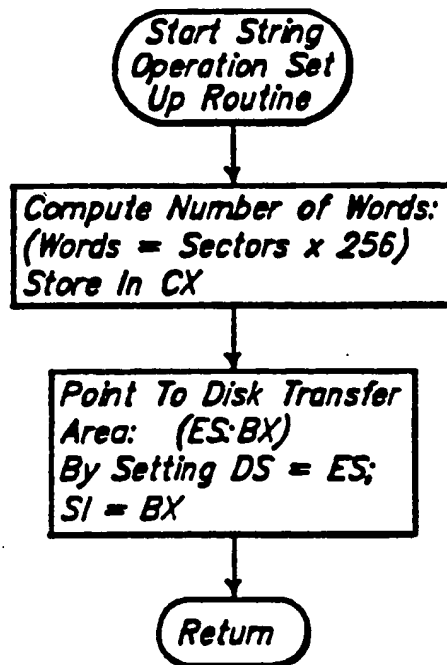 Start String
Operation Set
Up Routine
Compute Number of Words:
(Words = Sectors x 256)
Store In CX
Point To Disk Transfer
Area: (ES:BX)
By Setting DS = ES;
SI = BX
Return